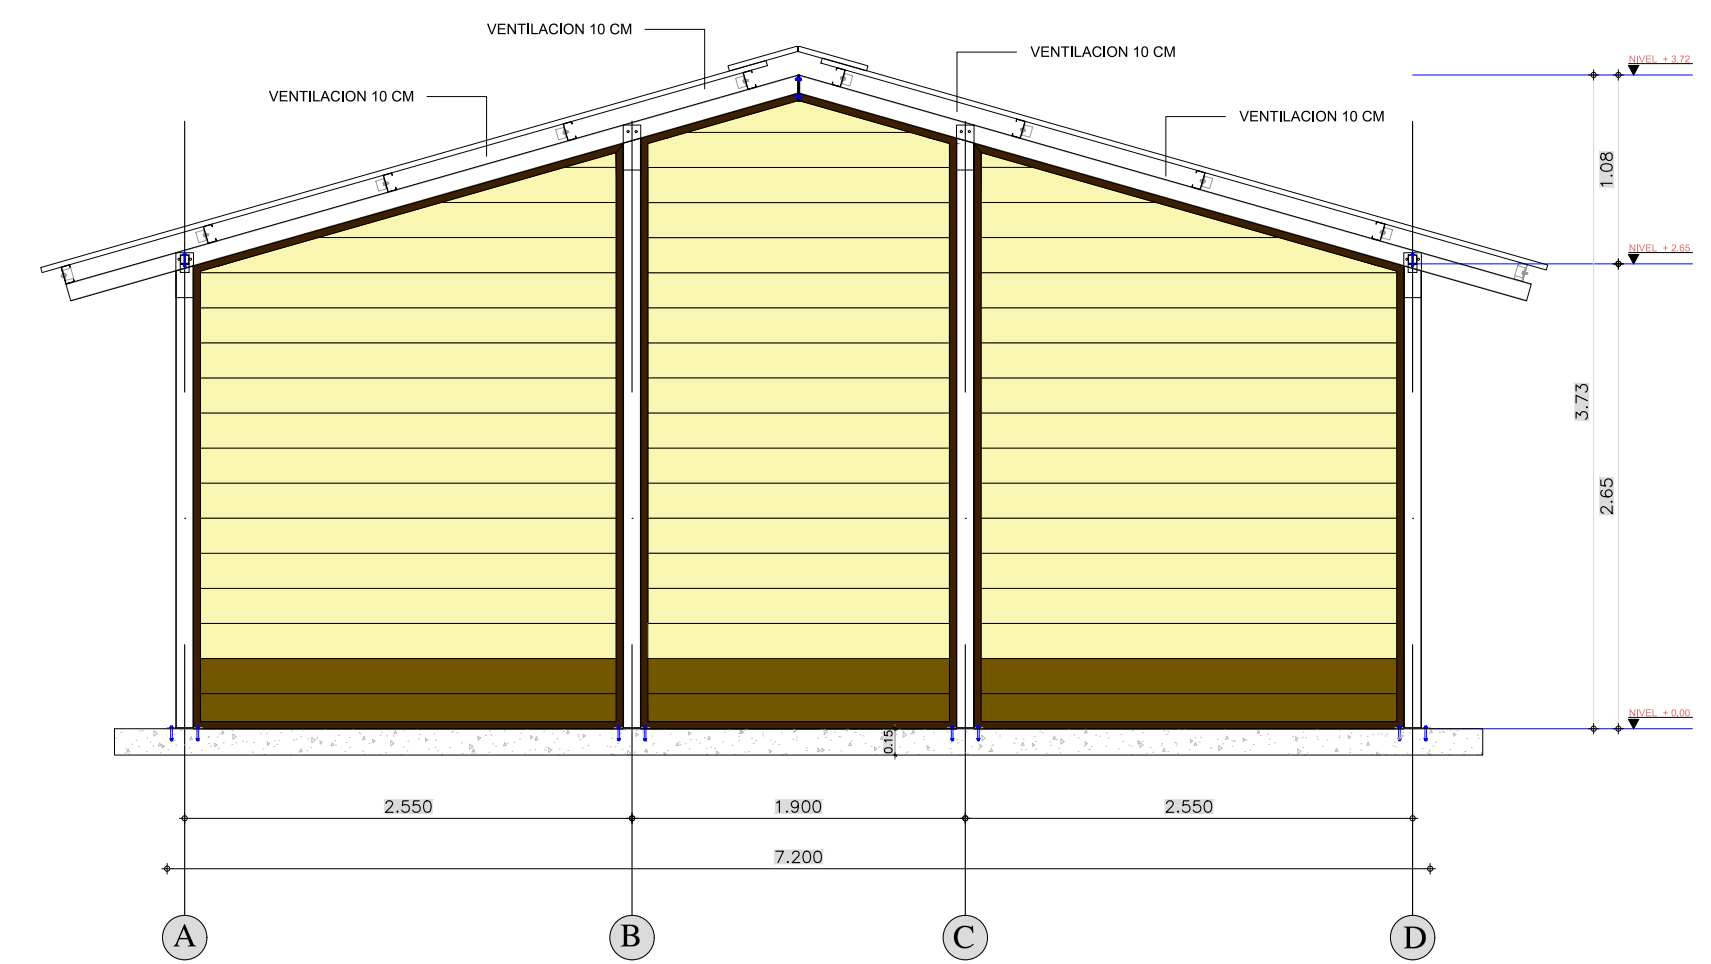 VENTILACION 10 CM
VENTILACION 10 CM
NIVEL + 3,72
VENTILACION 10 CM
VENTILACION 10 CM
1.08
NIVEL + 2.65
3.73
2.65
NIVEL + 0,00
0.15
2.550
1.900
2.550
7.200
A
B
C
D